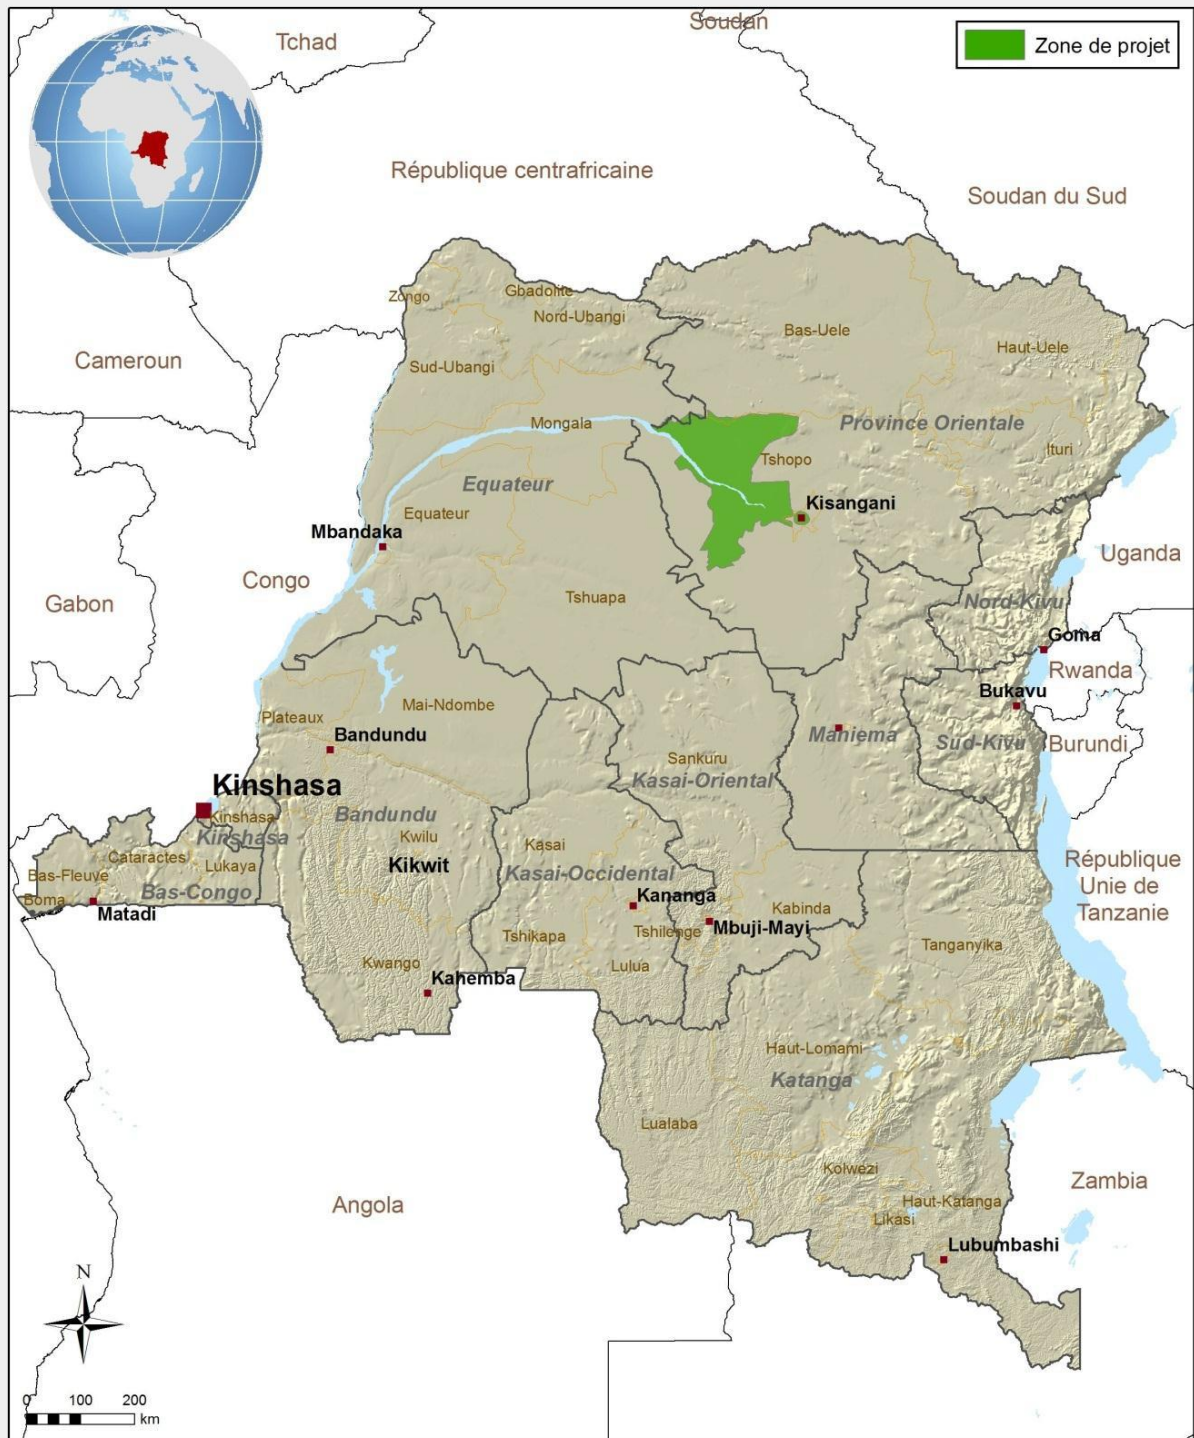 Soudan
Tchad
Zone de projet
République centrafricaine
Soudan du Sud
Zongo
Gbadolite
Nord-Ubangi
Bas-Uele
Haut-Uele
Cameroun
Sud-Ubangi
Mongala
Province Orientale
Ituri
Tshopo
Equateur
Equateur
Kisangani
Mbandaka
Uganda
Congo
Gabon
Tshuapa
Nord-Kivu
Goma
Rwanda
Bukavu
Mai-Ndombe
Plateaux
Bandundu
Maniema
Sud-Kivu
Burundi
Sankuru
Kasai-Oriental
Kinshasa
Kinshasa
Kinshasa
Bandundu
Kwilu
Kasai
Cataractes
Lukaya
Kikwit
Kasai-Occidental
République
Unie de
Tanzanie
Bas-Fleuve
Boma
Bas-Congo
Matadi
Kananga
Kabinda
Mbuji-Mayi
Tshikapa
Tshilenge
Tanganyika
Kwango
Lulua
Kahemba
Haut-Lomami
Katanga
Lualaba
Kolwezi
Zambia
Angola
Haut-Katanga
Likasi
Lubumbashi
N
0 100 200
km